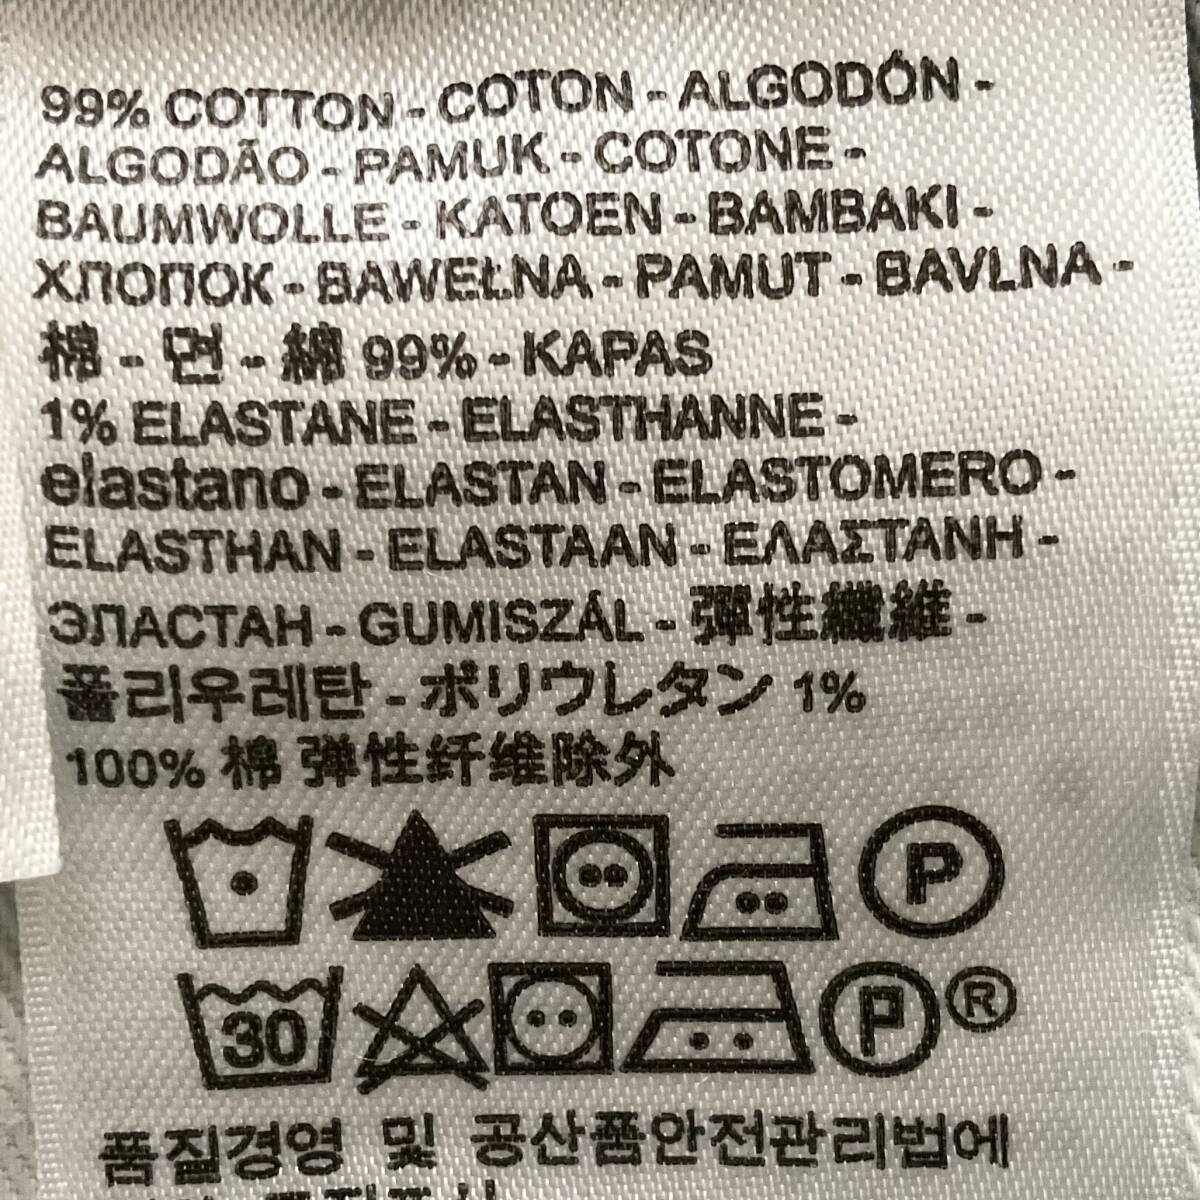 99% COTTON - COTON - ALGODÓN -
ALGODÃO - PAMUK - COTONE -
BAUMWOLLE - KATOEN - BAMBAKI -
ХЛОПОК - BAWEŁNA - PAMUT - BAVLNA -
棉 - 면 - 綿 99% - KAPAS
1% ELASTANE - ELASTHANNE -
elastano - ELASTAN - ELASTOMERO -
ELASTHAN - ELASTAAN - ΕΛΑΣΤΑΝΗ -
ЭЛАСТАН - GUMISZÁL - 彈性纖維 -
폴리우레탄 - ポリウレタン 1%
100% 棉 弹性纤维除外
P
30 P ®
품질경영 및 공산품안전관리법에